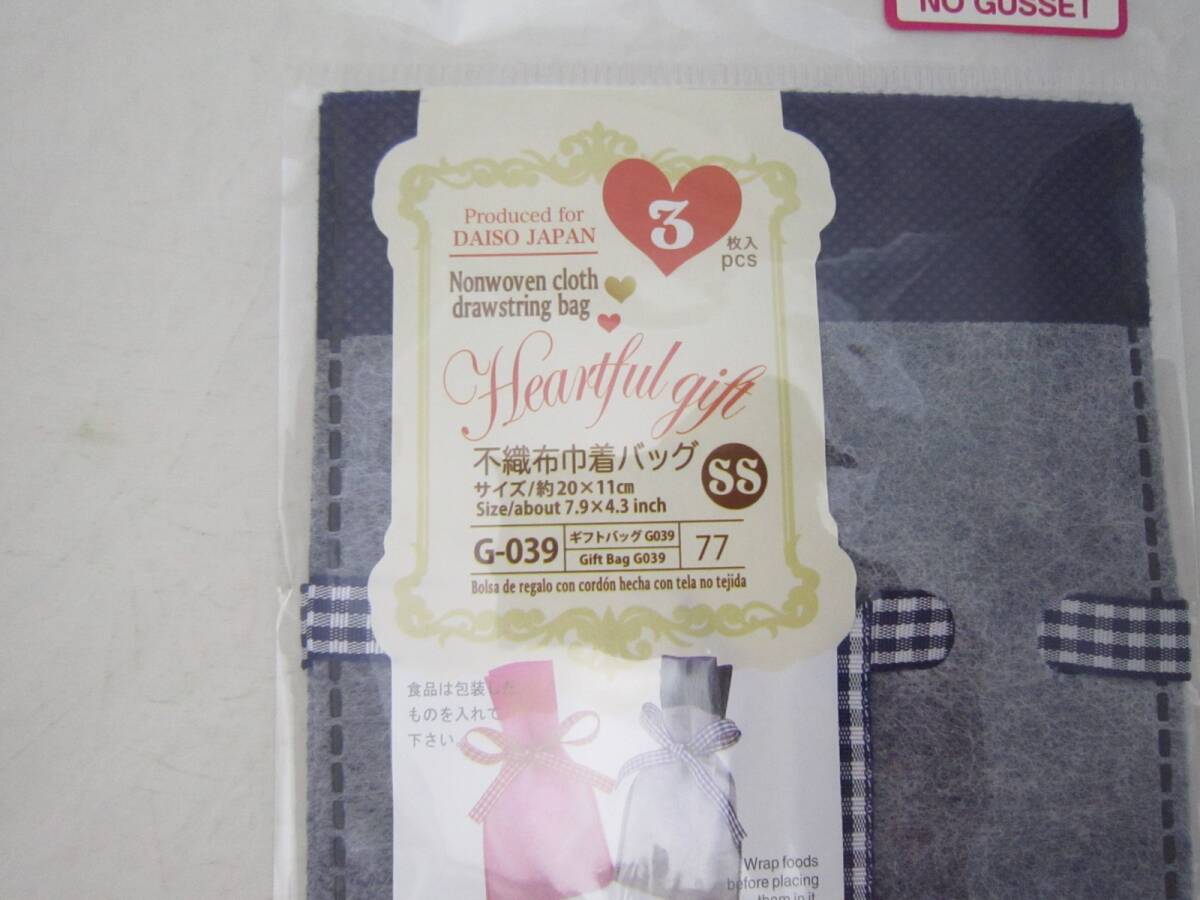 NO GUSSET
Produced for
DAISO JAPAN
3
枚入
pcs
Nonwoven cloth
drawstring bag
Heartful gift
不織布巾着バッグ
SS
サイズ/約20×11㎝
Size/about 7.9×4.3 inch
G-039
ギフトバッグ G039
Gift Bag G039
77
Bolsa de regalo con cordón hecha con tela no tejida
食品は包装した
ものを入れて
下さい。
Wrap foods
before placing
them in it.